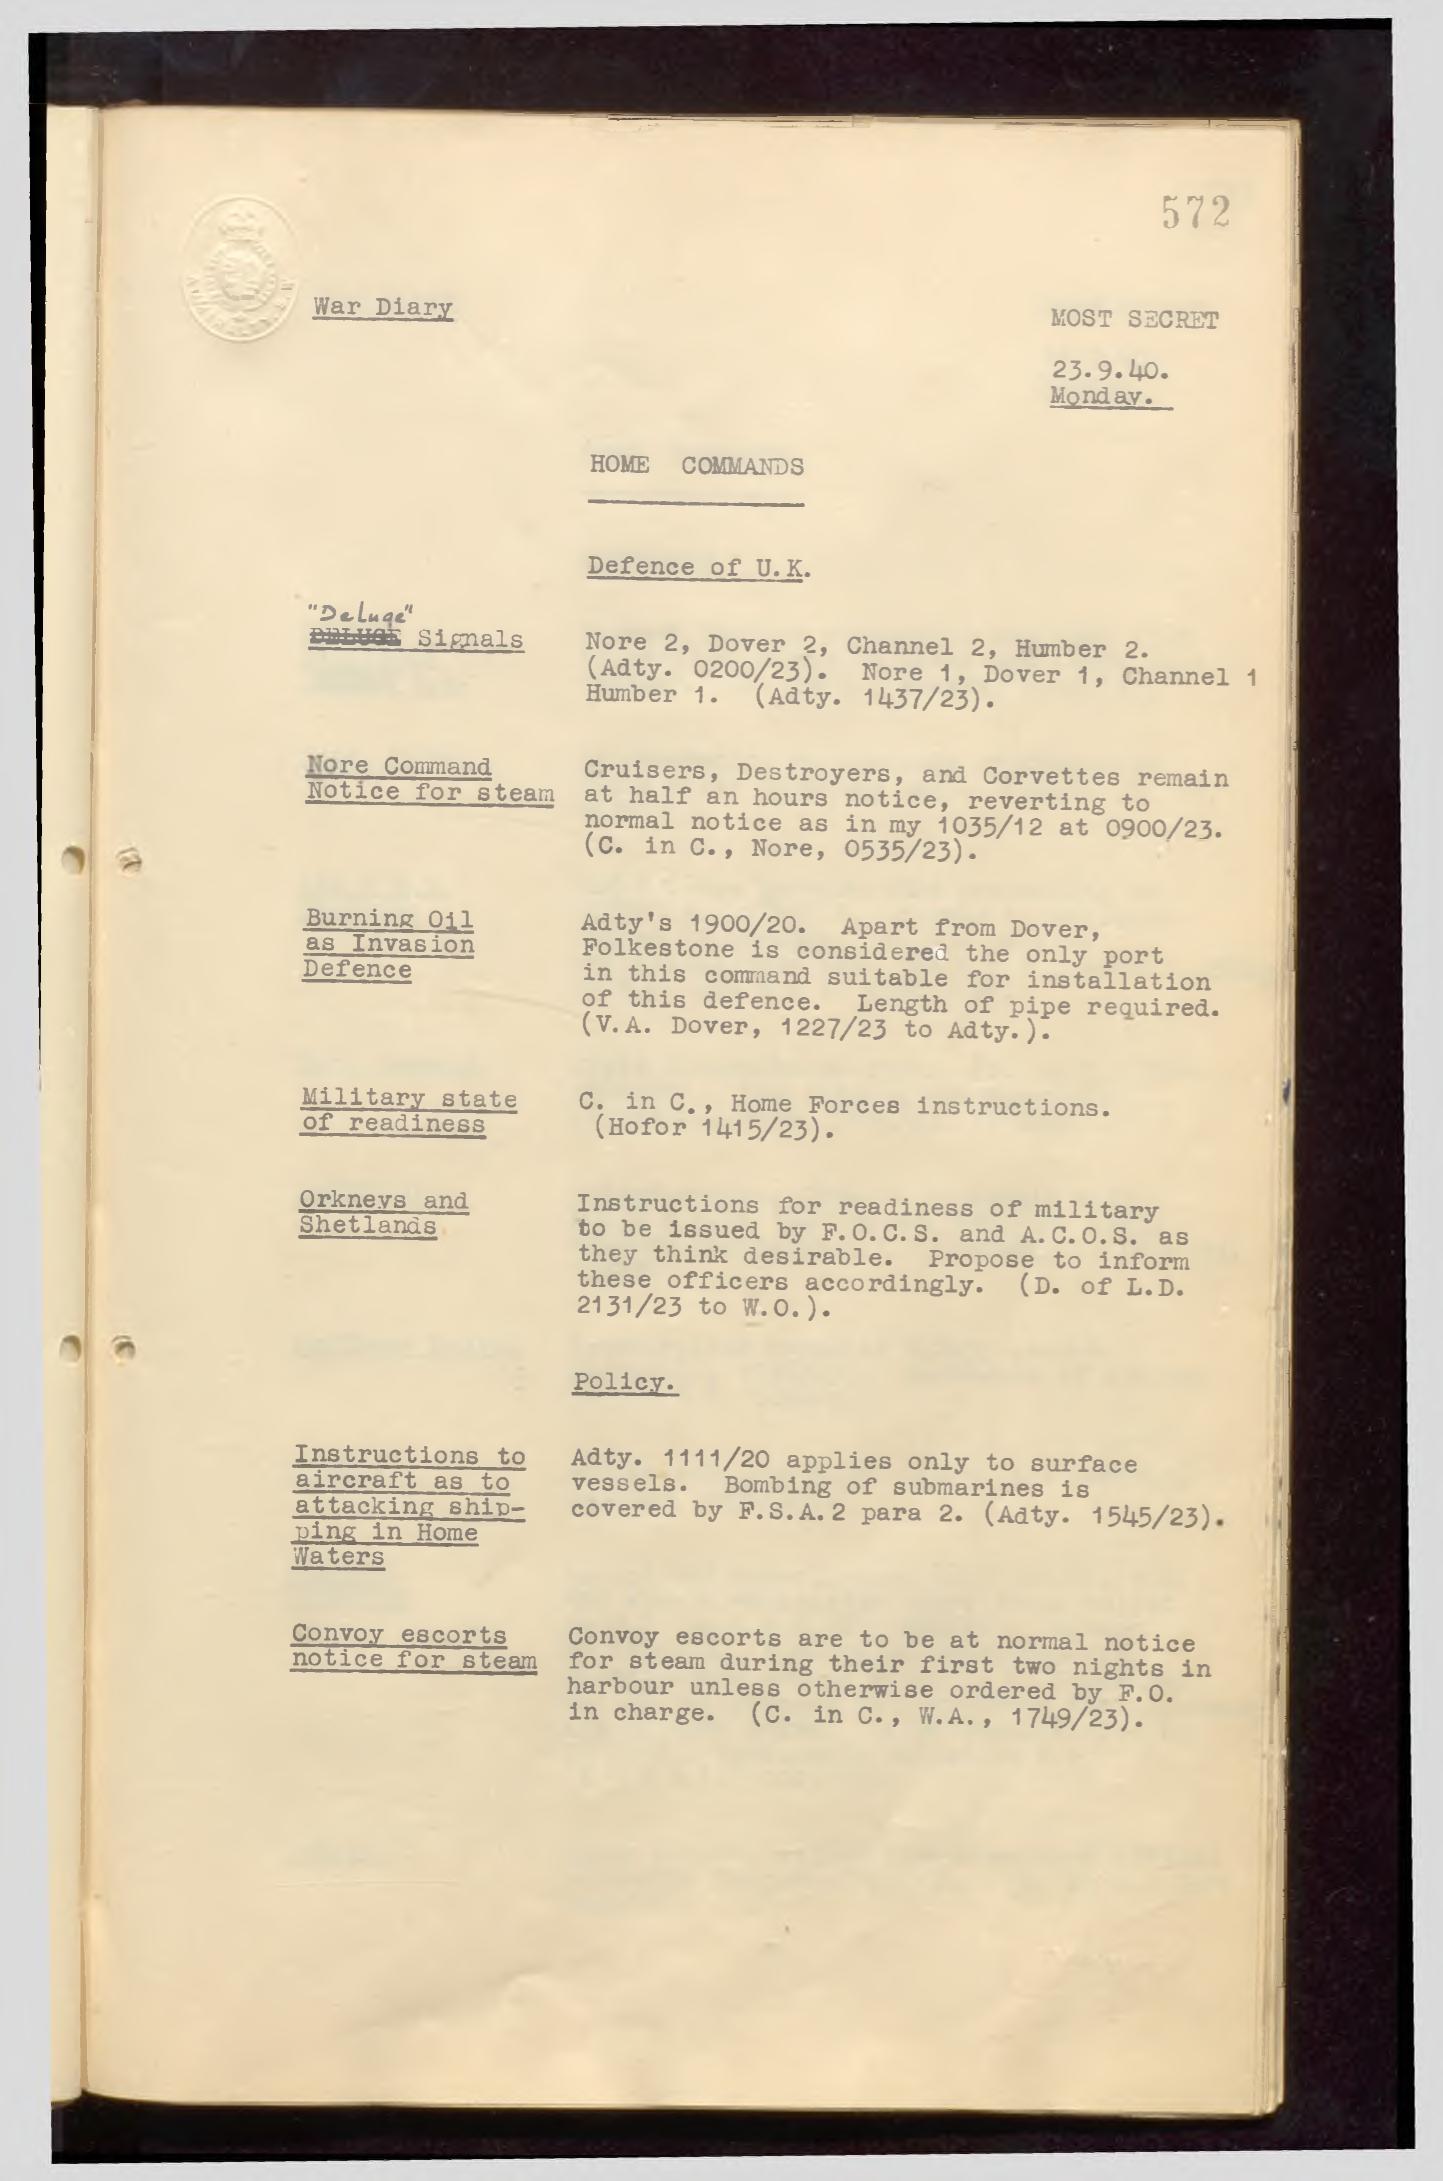 572
War Diary
MOST SECRET
23.9.40.
Monday.
HOME COMMANDS
Defence of U.K.
"Deluge"
DELUGE Signals
Nore 2, Dover 2, Channel 2, Humber 2.
(Adty. 0200/23). Nore 1, Dover 1, Channel 1
Humber 1. (Adty. 1437/23).
Nore Command
Notice for steam
Cruisers, Destroyers, and Corvettes remain
at half an hours notice, reverting to
normal notice as in my 1035/12 at 0900/23.
(C. in C., Nore, 0535/23).
Burning Oil
as Invasion
Defence
Adty's 1900/20. Apart from Dover,
Folkestone is considered the only port
in this command suitable for installation
of this defence. Length of pipe required.
(V.A. Dover, 1227/23 to Adty.).
Military state
of readiness
C. in C., Home Forces instructions.
(Hofor 1415/23).
Orkneys and
Shetlands
Instructions for readiness of military
to be issued by F.O.C.S. and A.C.O.S. as
they think desirable. Propose to inform
these officers accordingly. (D. of L.D.
2131/23 to W.O.).
Policy.
Instructions to
aircraft as to
attacking ship-
ping in Home
Waters
Adty. 1111/20 applies only to surface
vessels. Bombing of submarines is
covered by F.S.A.2 para 2. (Adty. 1545/23).
Convoy escorts
notice for steam
Convoy escorts are to be at normal notice
for steam during their first two nights in
harbour unless otherwise ordered by F.O.
in charge. (C. in C., W.A., 1749/23).